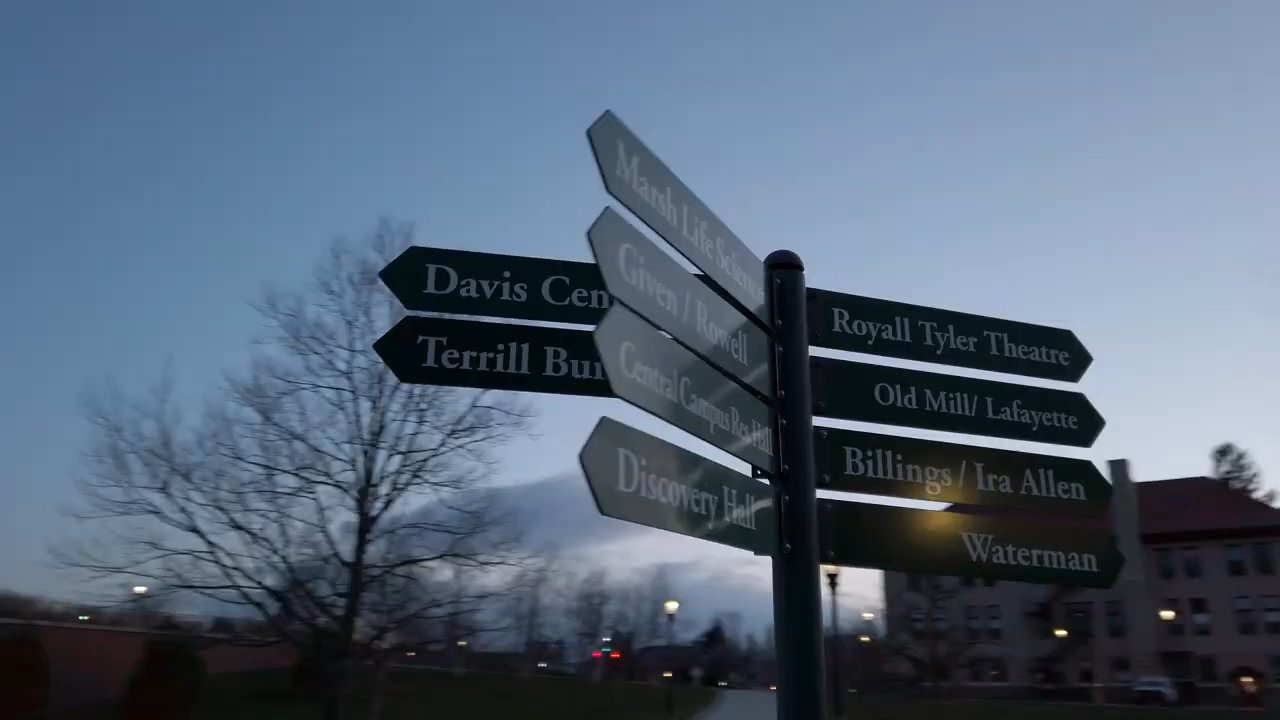 Marsh Life Science
Given / Rowell
Central Campus Res Hall
Discovery Hall
Davis Cen
Terrill Bui
Royall Tyler Theatre
Old Mill/ Lafayette
Billings / Ira Allen
Waterman